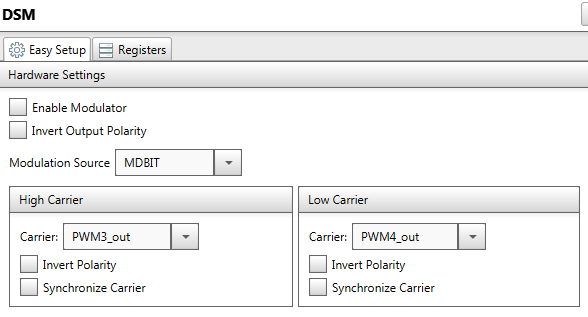 DSM
Easy Setup Registers
Hardware Settings
Enable Modulator
Invert Output Polarity
Modulation Source MDBIT
High Carrier
Carrier: PWM3_out
Invert Polarity
Synchronize Carrier
Low Carrier
Carrier: PWM4_out
Invert Polarity
Synchronize Carrier